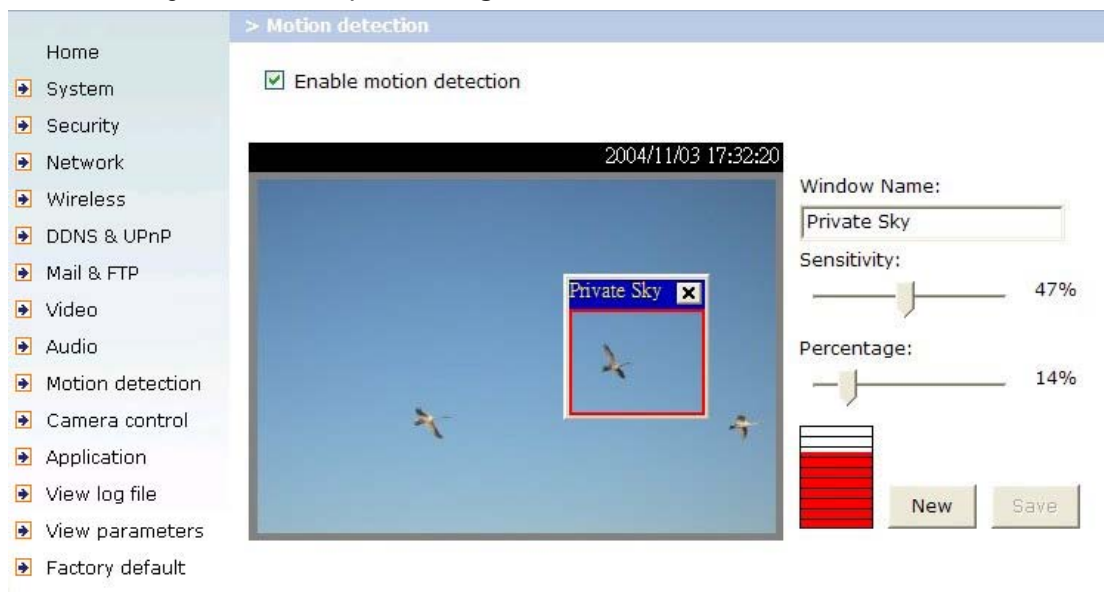 > Motion detection
Home
System
Security
Network
Wireless
DDNS & UPnP
Mail & FTP
Video
Audio
Motion detection
Camera control
Application
View log file
View parameters
Factory default
Enable motion detection
2004/11/03 17:32:20
Private Sky
Window Name:
Private Sky
Sensitivity:
47%
Percentage:
14%
New
Save